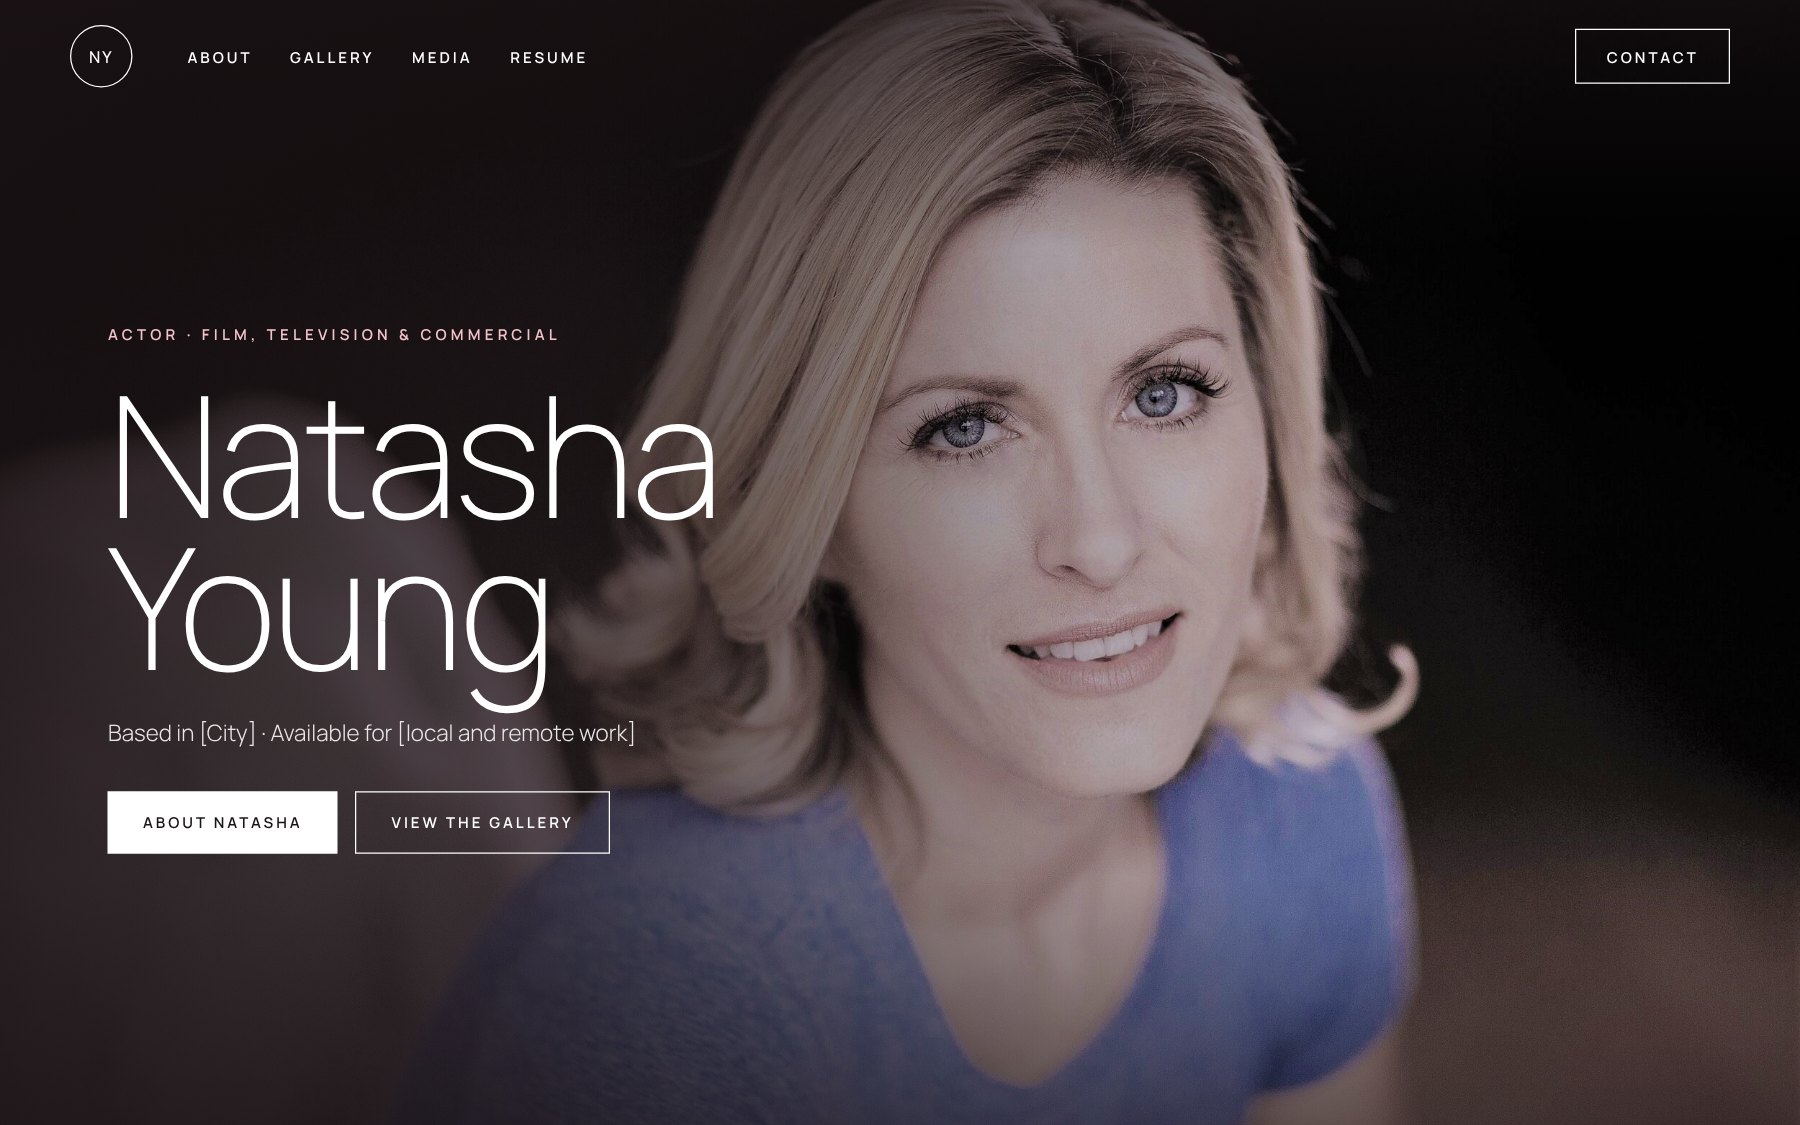 NY
ABOUT GALLERY MEDIA RESUME
CONTACT
ACTOR · FILM, TELEVISION & COMMERCIAL
Natasha
Young
Based in [City] · Available for [local and remote work]
ABOUT NATASHA
VIEW THE GALLERY